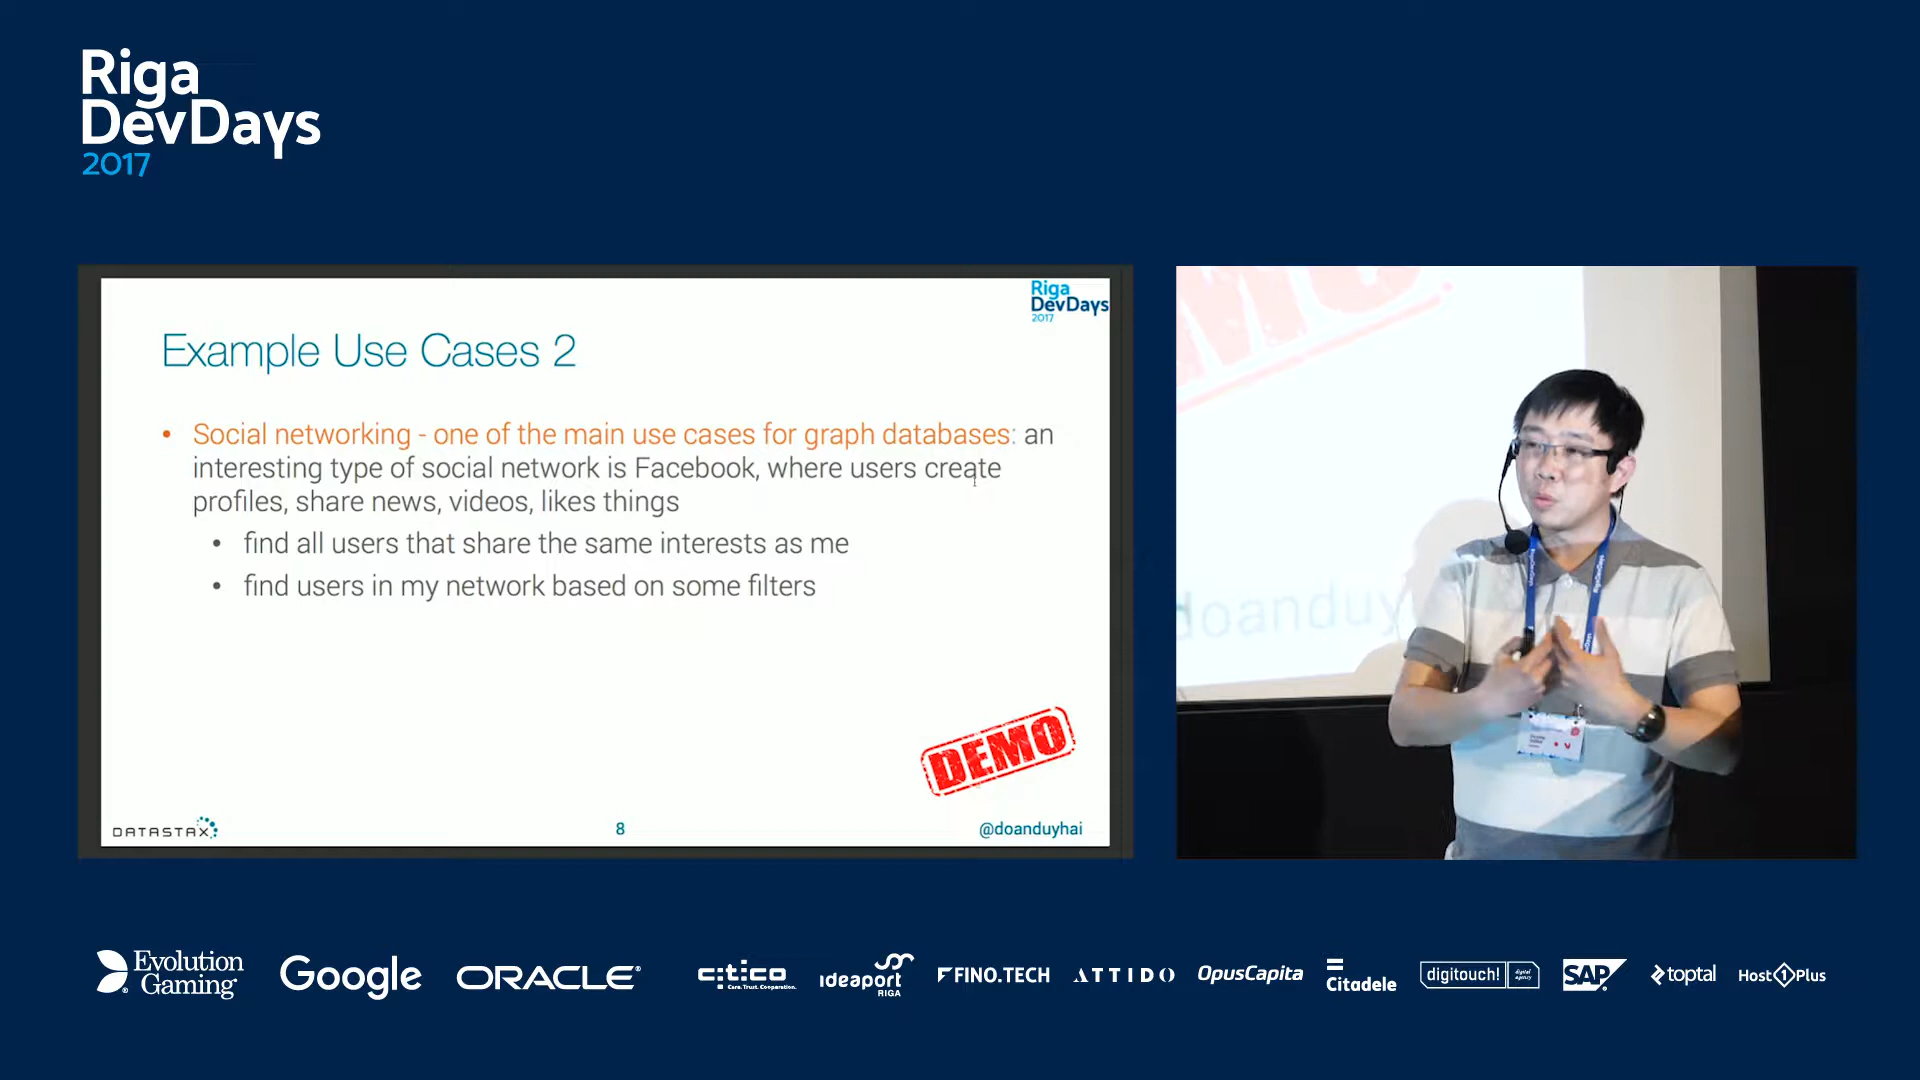 Riga
DevDays
2017
Riga
DevDays
2017
Example Use Cases 2
• Social networking - one of the main use cases for graph databases: an
interesting type of social network is Facebook, where users create
profiles, share news, videos, likes things
• find all users that share the same interests as me
• find users in my network based on some filters
DEMO
DATASTAX
8
@doanduyhai
doanduy
Evolution
Gaming
Google
ORACLE
citico
Care. Trust. Cooperation.
ideaport
RIGA
FINO.TECH
ATTIDO
OpusCapita
Citadele
digitouch!
digital
agency
SAP
toptal
Host1Plus